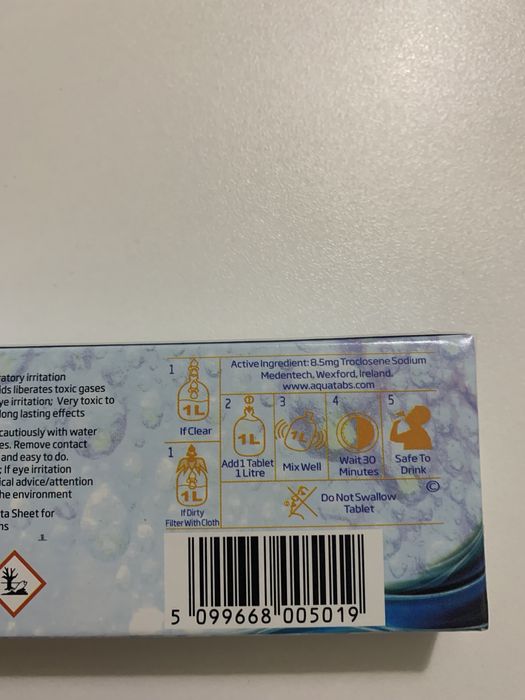 atory irritation
ids liberates toxic gases
ye irritation; Very toxic to
long lasting effects
cautiously with water
es. Remove contact
and easy to do.
; If eye irritation
ical advice/attention
he environment
ta Sheet for
ns
1
1L
If Clear
1
1L
If Dirty
Filter With Cloth
Active Ingredient: 8.5mg Troclosene Sodium
Medentech, Wexford, Ireland.
www.aquatabs.com
2
1L
Add 1 Tablet
1 Litre
3
1L
Mix Well
4
Wait 30
Minutes
5
Safe To
Drink
Do Not Swallow
Tablet
©
5 099668 005019